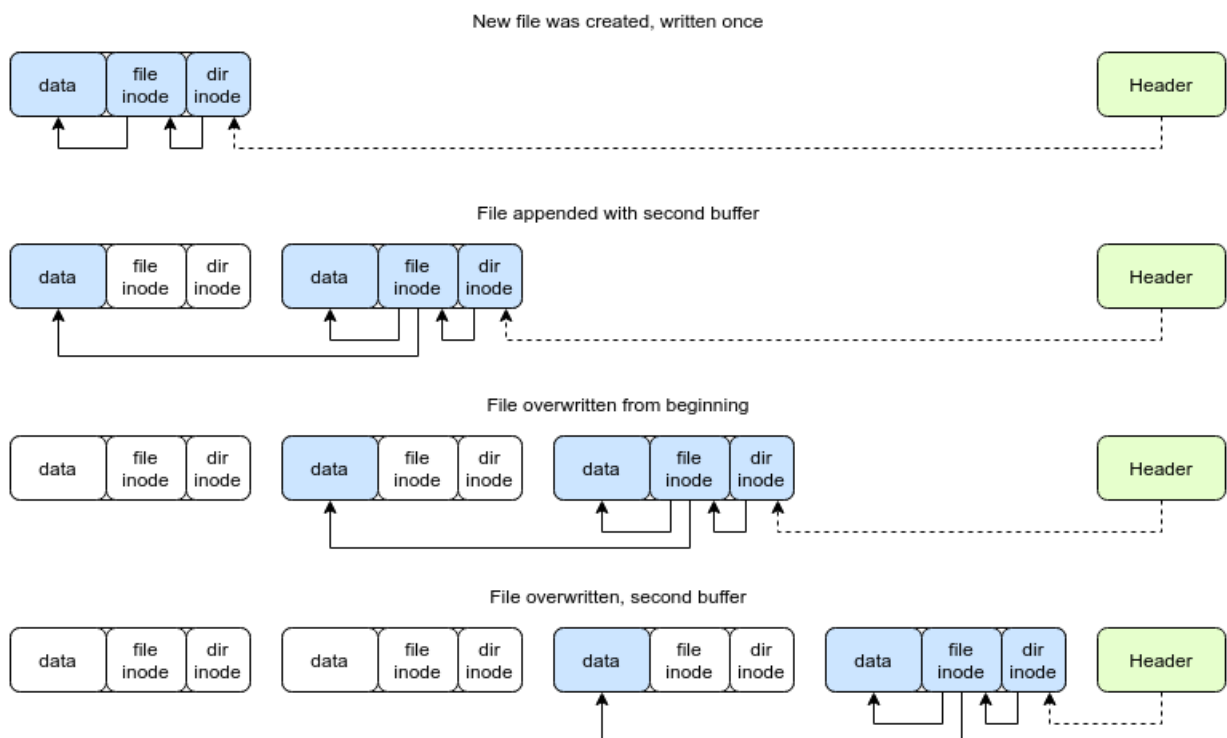 New file was created, written once
data
file
inode
dir
inode
Header
File appended with second buffer
data
file
inode
dir
inode
data
file
inode
dir
inode
Header
File overwritten from beginning
data
file
inode
dir
inode
data
file
inode
dir
inode
data
file
inode
dir
inode
Header
File overwritten, second buffer
data
file
inode
dir
inode
data
file
inode
dir
inode
data
file
inode
dir
inode
data
file
inode
dir
inode
Header